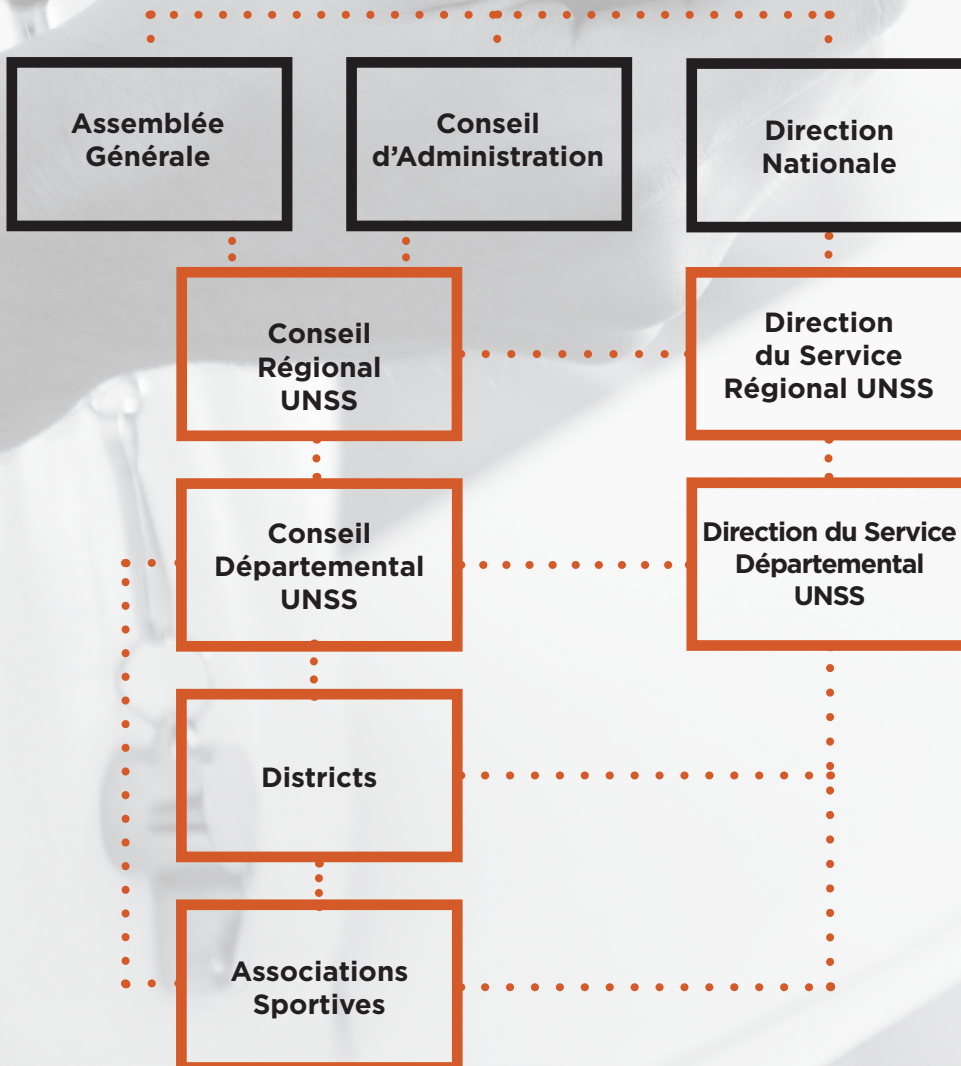 Assemblée
Générale
Conseil
d'Administration
Direction
Nationale
Conseil
Régional
UNSS
Direction
du Service
Régional UNSS
Conseil
Départemental
UNSS
Direction du Service
Départemental
UNSS
Districts
Associations
Sportives